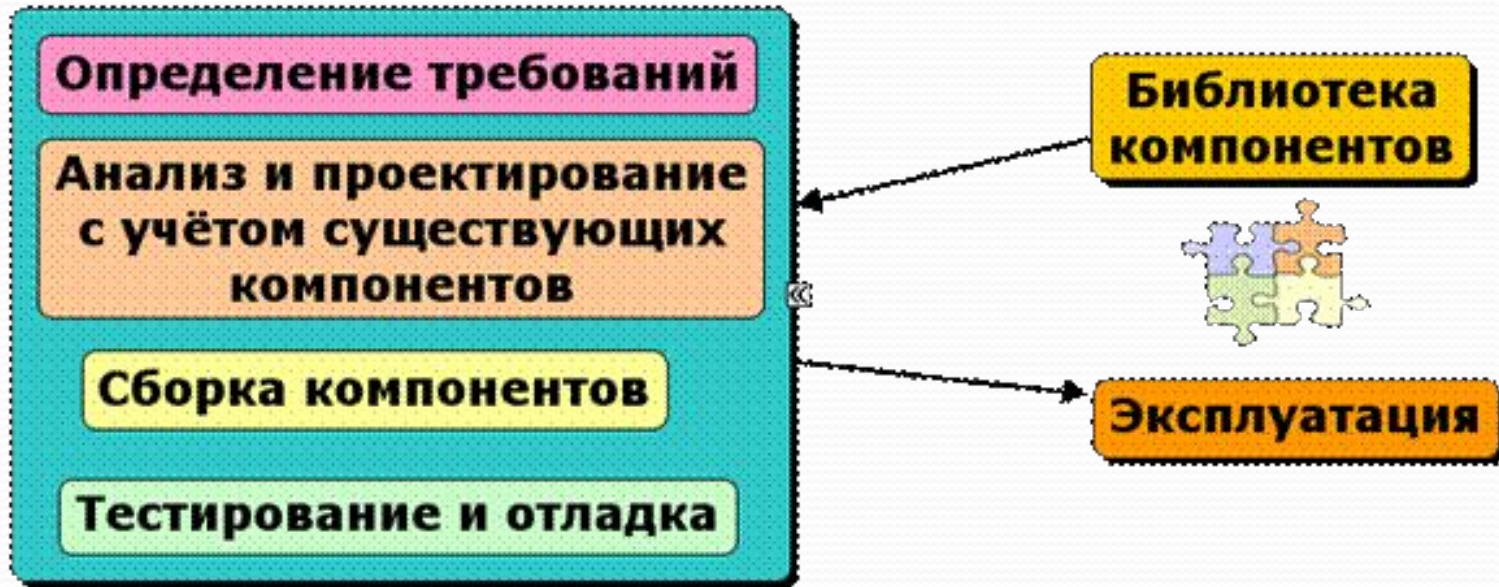 Определение требований
Анализ и проектирование
с учётом существующих
компонентов
Сборка компонентов
Тестирование и отладка
Библиотека
компонентов
Эксплуатация